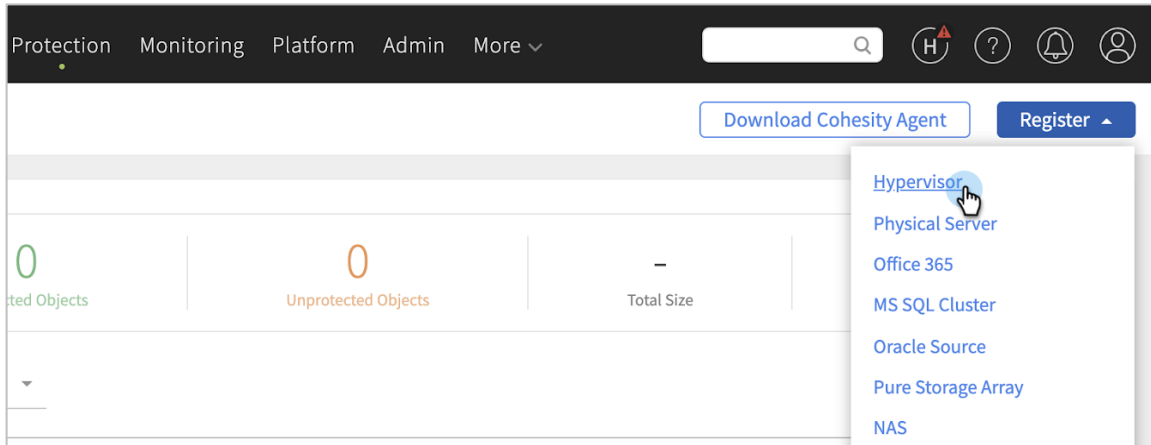 Protection Monitoring Platform Admin More
H ?
Download Cohesity Agent Register
Hypervisor
Physical Server
0 0 -
Office 365
cted Objects Unprotected Objects Total Size
MS SQL Cluster
Oracle Source
Pure Storage Array
NAS